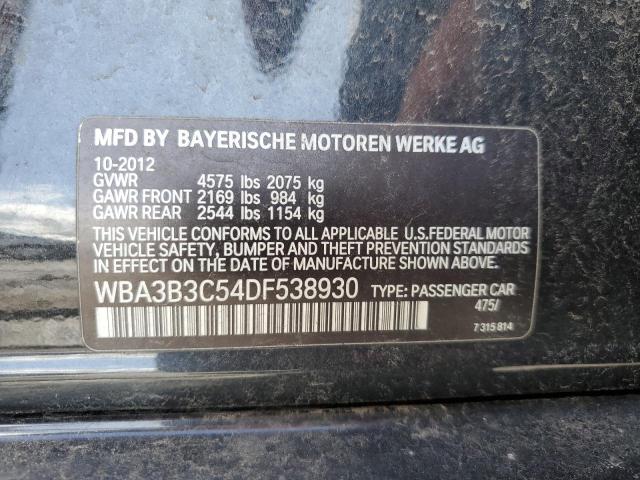 MFD BY BAYERISCHE MOTOREN WERKE AG
10-2012
GVWR 4575 lbs 2075 kg
GAWR FRONT 2169 lbs 984 kg
GAWR REAR 2544 lbs 1154 kg
THIS VEHICLE CONFORMS TO ALL APPLICABLE U.S.FEDERAL MOTOR
VEHICLE SAFETY, BUMPER AND THEFT PREVENTION STANDARDS
IN EFFECT ON THE DATE OF MANUFACTURE SHOWN ABOVE.
WBA3B3C54DF538930 TYPE: PASSENGER CAR
475/
7 315 814